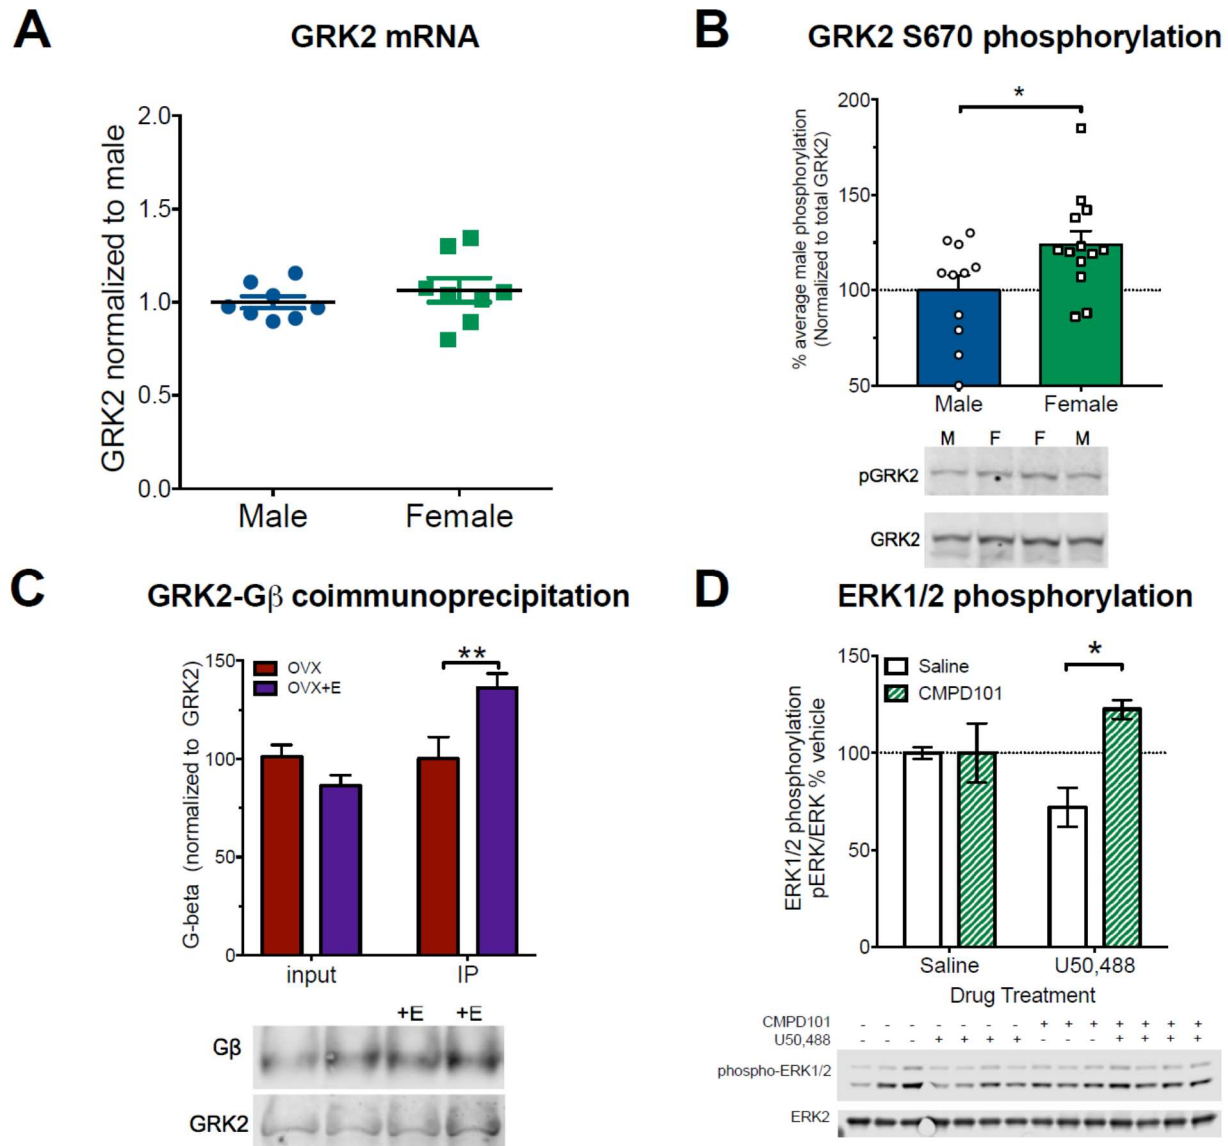 A
GRK2 mRNA
GRK2 normalized to male
2.0
1.5
1.0
0.5
0.0
Male
Female
B
GRK2 S670 phosphorylation
% average male phosphorylation
(Normalized to total GRK2)
200
150
100
50
*
Male
Female
M F F M
pGRK2
GRK2
C
GRK2-Gβ coimmunoprecipitation
G-beta (normalized to GRK2)
150
100
50
0
OVX
OVX+E
**
input
IP
+E +E
Gβ
GRK2
D
ERK1/2 phosphorylation
ERK1/2 phosphorylation
pERK/ERK % vehicle
150
100
50
0
Saline
CMPD101
*
Saline
U50,488
Drug Treatment
CMPD101 - - - - - - - + + + + + + + +
U50,488 - - - + + + + - - - + + + +
phospho-ERK1/2
ERK2